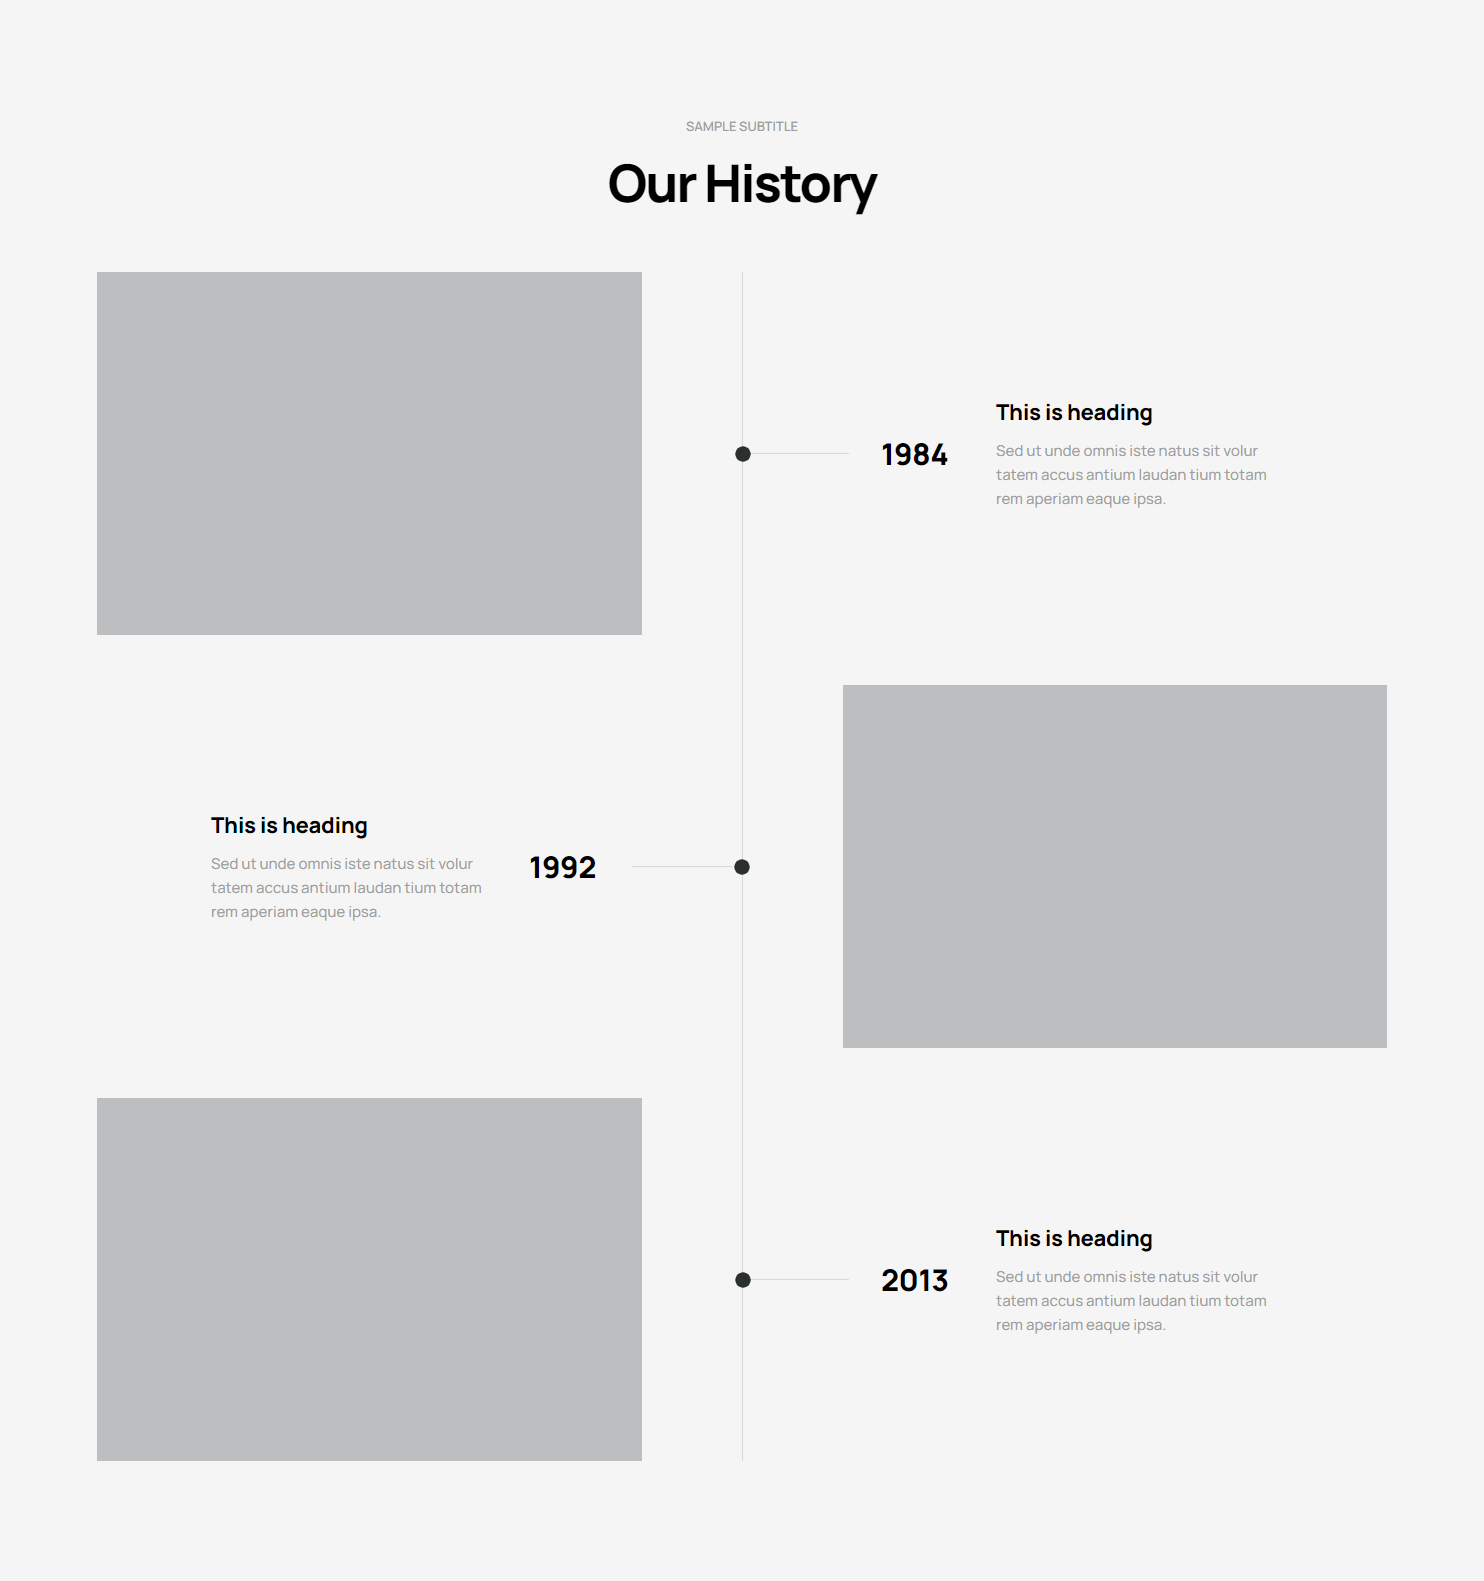 SAMPLE SUBTITLE
Our History
This is heading
1984
Sed ut unde omnis iste natus sit volur
tatem accus antium laudan tium totam
rem aperiam eaque ipsa.
This is heading
Sed ut unde omnis iste natus sit volur
tatem accus antium laudan tium totam
rem aperiam eaque ipsa.
1992
This is heading
2013
Sed ut unde omnis iste natus sit volur
tatem accus antium laudan tium totam
rem aperiam eaque ipsa.